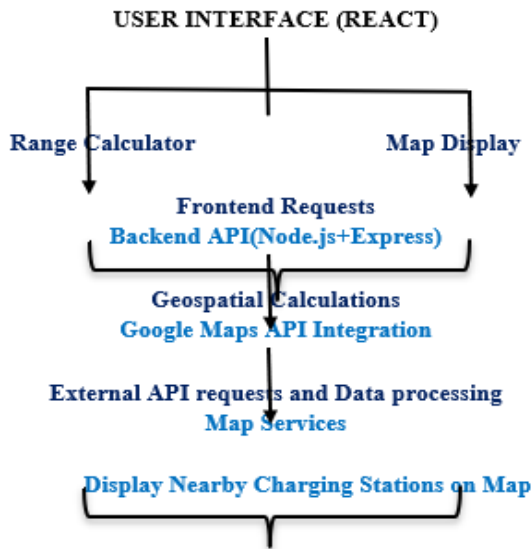 USER INTERFACE (REACT)
Range Calculator
Map Display
Frontend Requests
Backend API(Node.js+Express)
Geospatial Calculations
Google Maps API Integration
External API requests and Data processing
Map Services
Display Nearby Charging Stations on Map